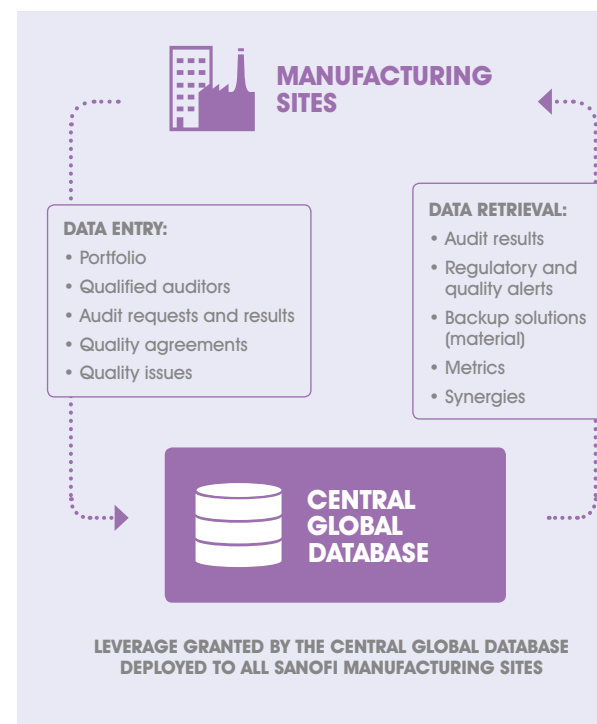 MANUFACTURING
SITES
DATA ENTRY:
• Portfolio
• Qualified auditors
• Audit requests and results
• Quality agreements
• Quality issues
DATA RETRIEVAL:
• Audit results
• Regulatory and
quality alerts
• Backup solutions
(material)
• Metrics
• Synergies
CENTRAL
GLOBAL
DATABASE
LEVERAGE GRANTED BY THE CENTRAL GLOBAL DATABASE
DEPLOYED TO ALL SANOFI MANUFACTURING SITES